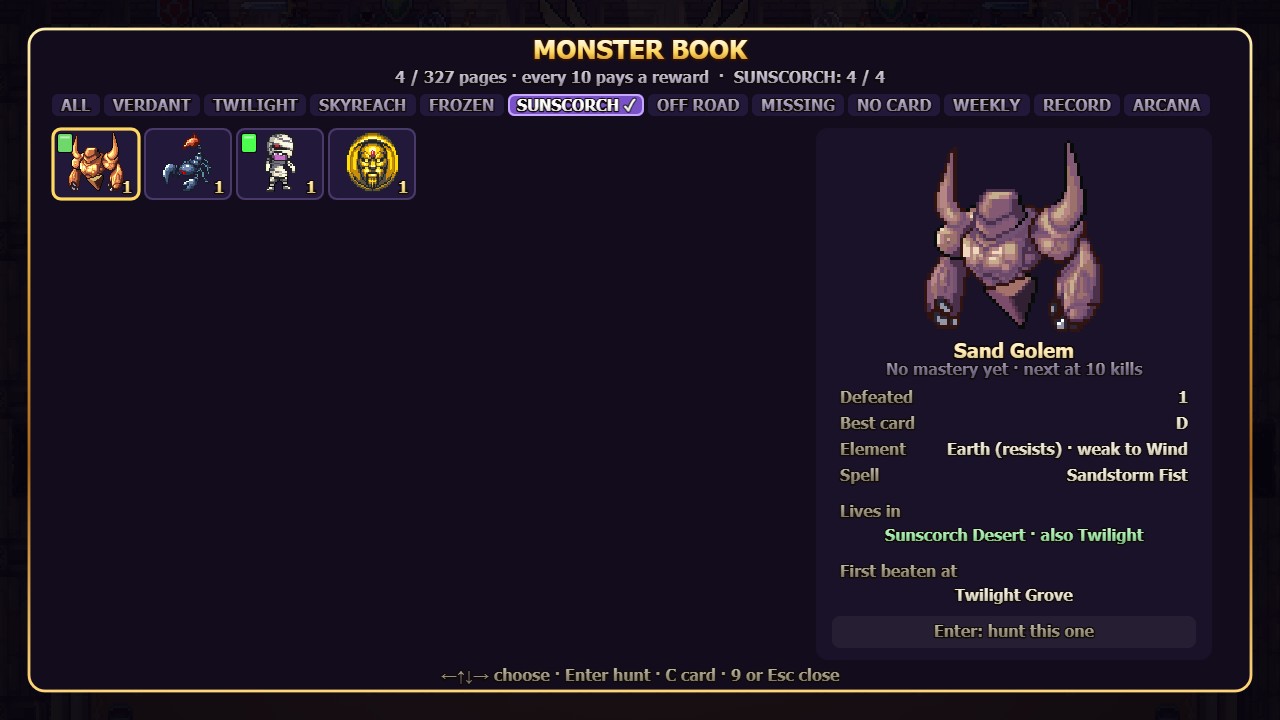 MONSTER BOOK
4 / 327 pages · every 10 pays a reward · SUNSCORCH: 4 / 4
ALL VERDANT TWILIGHT SKYREACH FROZEN SUNSCORCH ✓ OFF ROAD MISSING NO CARD WEEKLY RECORD ARCANA
1 1 1 1
Sand Golem
No mastery yet · next at 10 kills
Defeated 1
Best card D
Element Earth (resists) · weak to Wind
Spell Sandstorm Fist
Lives in
Sunscorch Desert · also Twilight
First beaten at
Twilight Grove
Enter: hunt this one
←↑↓→ choose · Enter hunt · C card · 9 or Esc close